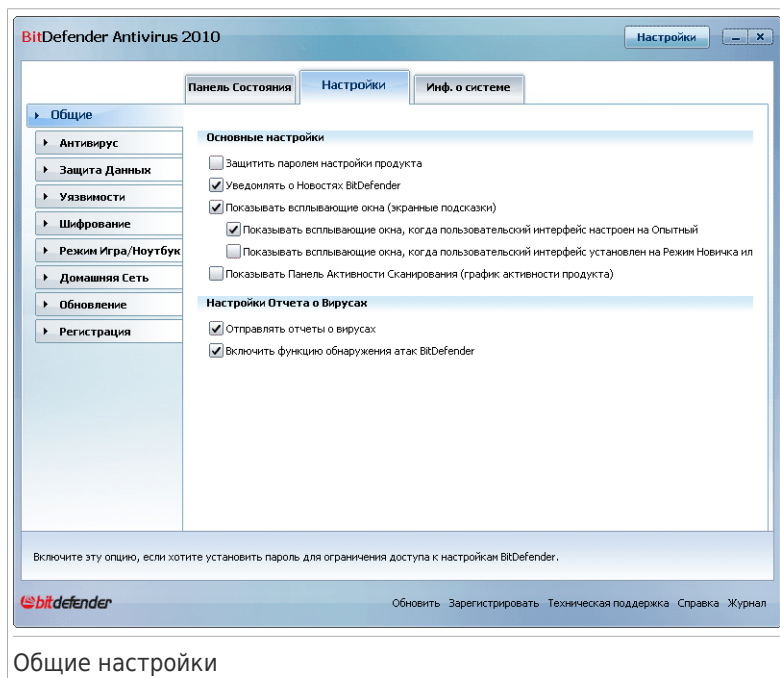 BitDefender Antivirus 2010
Настройки
Панель Состояния Настройки Инф. о системе
Общие
Антивирус
Защита Данных
Уязвимости
Шифрование
Режим Игра/Ноутбук
Домашняя Сеть
Обновление
Регистрация
Основные настройки
Защитить паролем настройки продукта
Уведомлять о Новостях BitDefender
Показывать всплывающие окна (экранные подсказки)
Показывать всплывающие окна, когда пользовательский интерфейс настроен на Опытный
Показывать всплывающие окна, когда пользовательский интерфейс установлен на Режим Новичка ил
Показывать Панель Активности Сканирования (график активности продукта)
Настройки Отчета о Вирусах
Отправлять отчеты о вирусах
Включить функцию обнаружения атак BitDefender
Включите эту опцию, если хотите установить пароль для ограничения доступа к настройкам BitDefender.
bitdefender
Обновить Зарегистрировать Техническая поддержка Справка Журнал
Общие настройки